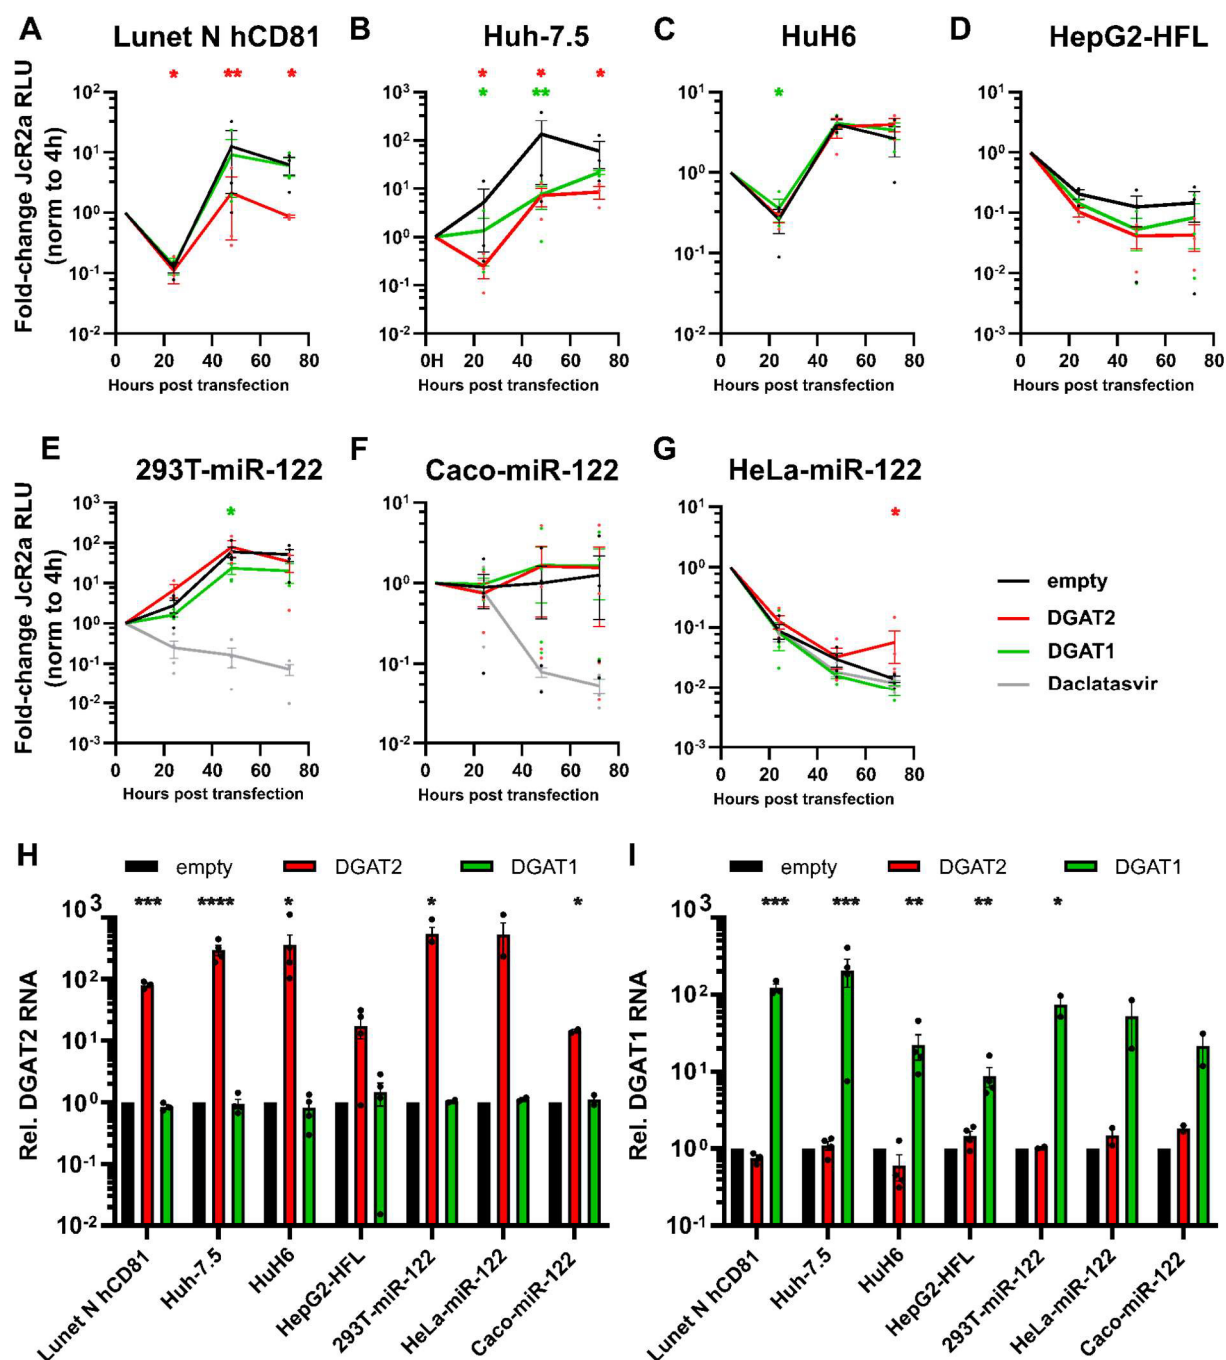 A Lunet N hCD81 B Huh-7.5 C HuH6 D HepG2-HFL
* ** * * * * * ** *
Fold-change JcR2a RLU
(norm to 4h)
10² 10¹ 10⁰ 10⁻¹ 10⁻²
0 20 40 60 80
Hours post transfection
10³ 10² 10¹ 10⁰ 10⁻¹ 10⁻²
0H 20 40 60 80
Hours post transfection
10¹ 10⁰ 10⁻¹ 10⁻²
0 20 40 60 80
Hours post transfection
10¹ 10⁰ 10⁻¹ 10⁻² 10⁻³
0 20 40 60 80
Hours post transfection
E 293T-miR-122 F Caco-miR-122 G HeLa-miR-122
* *
Fold-change JcR2a RLU
(norm to 4h)
10³ 10² 10¹ 10⁰ 10⁻¹ 10⁻² 10⁻³
0 20 40 60 80
Hours post transfection
10¹ 10⁰ 10⁻¹ 10⁻²
0 20 40 60 80
Hours post transfection
10¹ 10⁰ 10⁻¹ 10⁻² 10⁻³
0 20 40 60 80
Hours post transfection
empty
DGAT2
DGAT1
Daclatasvir
H empty DGAT2 DGAT1
*** **** * * *
Rel. DGAT2 RNA
10³ 10² 10¹ 10⁰ 10⁻¹ 10⁻²
Lunet N hCD81 Huh-7.5 HuH6 HepG2-HFL 293T-miR-122 HeLa-miR-122 Caco-miR-122
I empty DGAT2 DGAT1
*** *** ** ** *
Rel. DGAT1 RNA
10³ 10² 10¹ 10⁰ 10⁻¹
Lunet N hCD81 Huh-7.5 HuH6 HepG2-HFL 293T-miR-122 HeLa-miR-122 Caco-miR-122